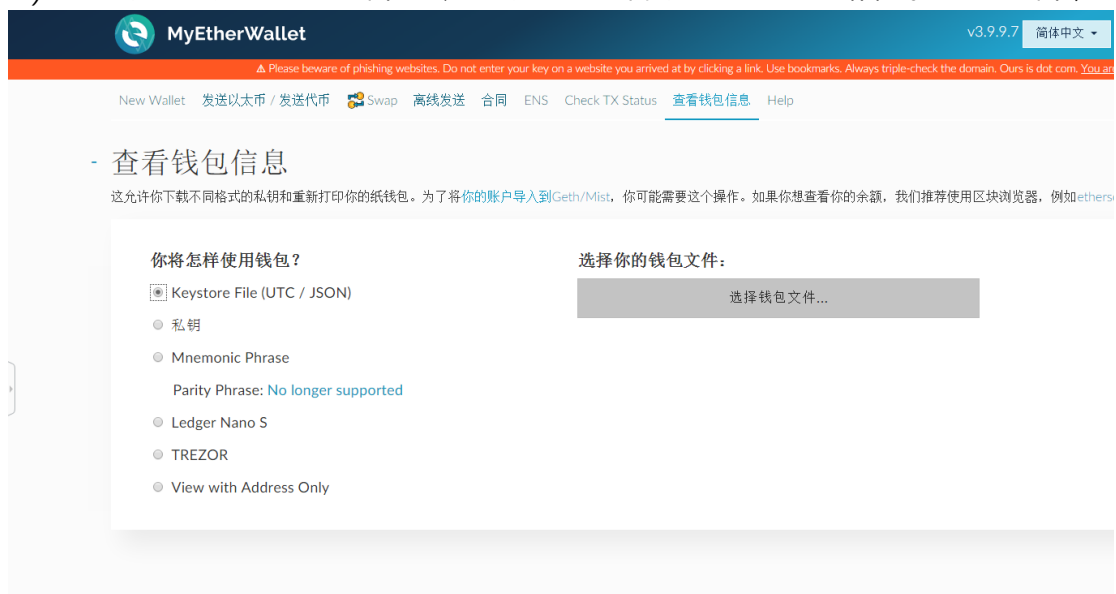 MyEtherWallet
v3.9.9.7 简体中文
Please beware of phishing websites. Do not enter your key on a website you arrived at by clicking a link. Use bookmarks. Always triple-check the domain. Ours is dot com. You ar
New Wallet 发送以太币 / 发送代币 Swap 离线发送 合同 ENS Check TX Status 查看钱包信息 Help
- 查看钱包信息
这允许你下载不同格式的私钥和重新打印你的纸钱包。为了将你的账户导入到Geth/Mist，你可能需要这个操作。如果你想查看你的余额，我们推荐使用区块浏览器，例如ethers
你将怎样使用钱包？
Keystore File (UTC / JSON)
私钥
Mnemonic Phrase
Parity Phrase: No longer supported
Ledger Nano S
TREZOR
View with Address Only
选择你的钱包文件：
选择钱包文件...